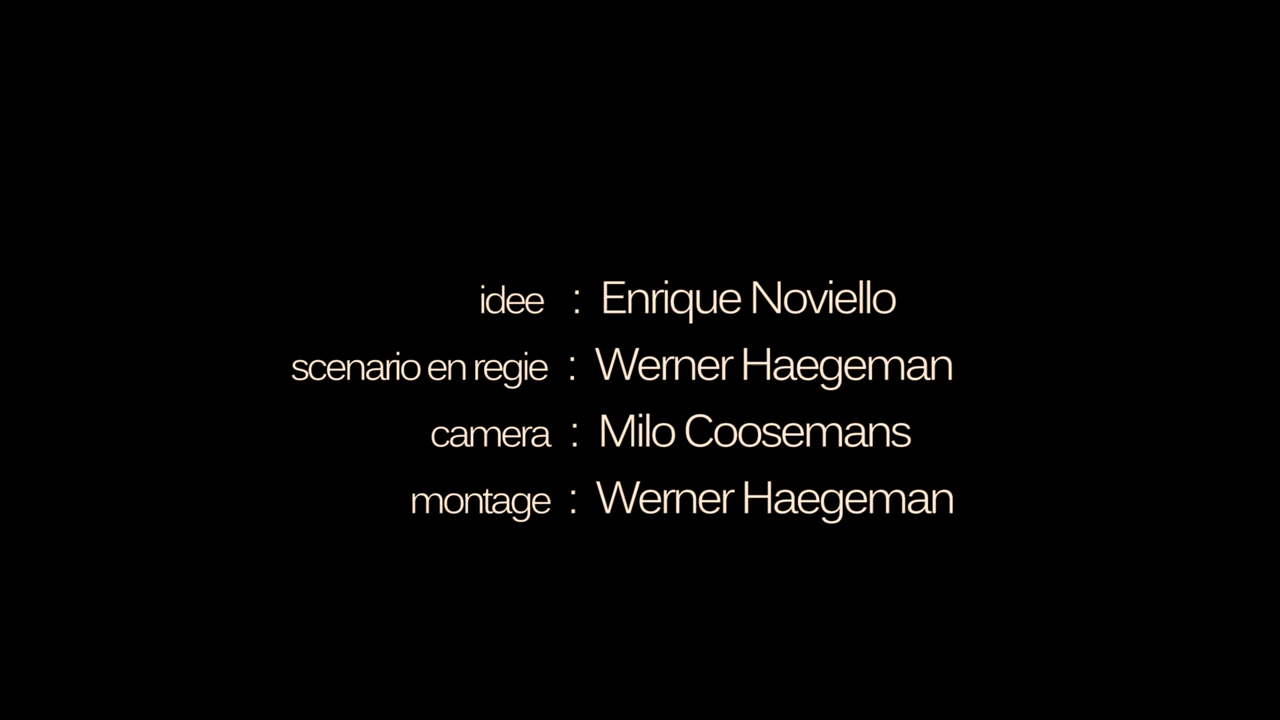 idee : Enrique Noviello
scenario en regie : Werner Haegeman
camera : Milo Coosemans
montage : Werner Haegeman